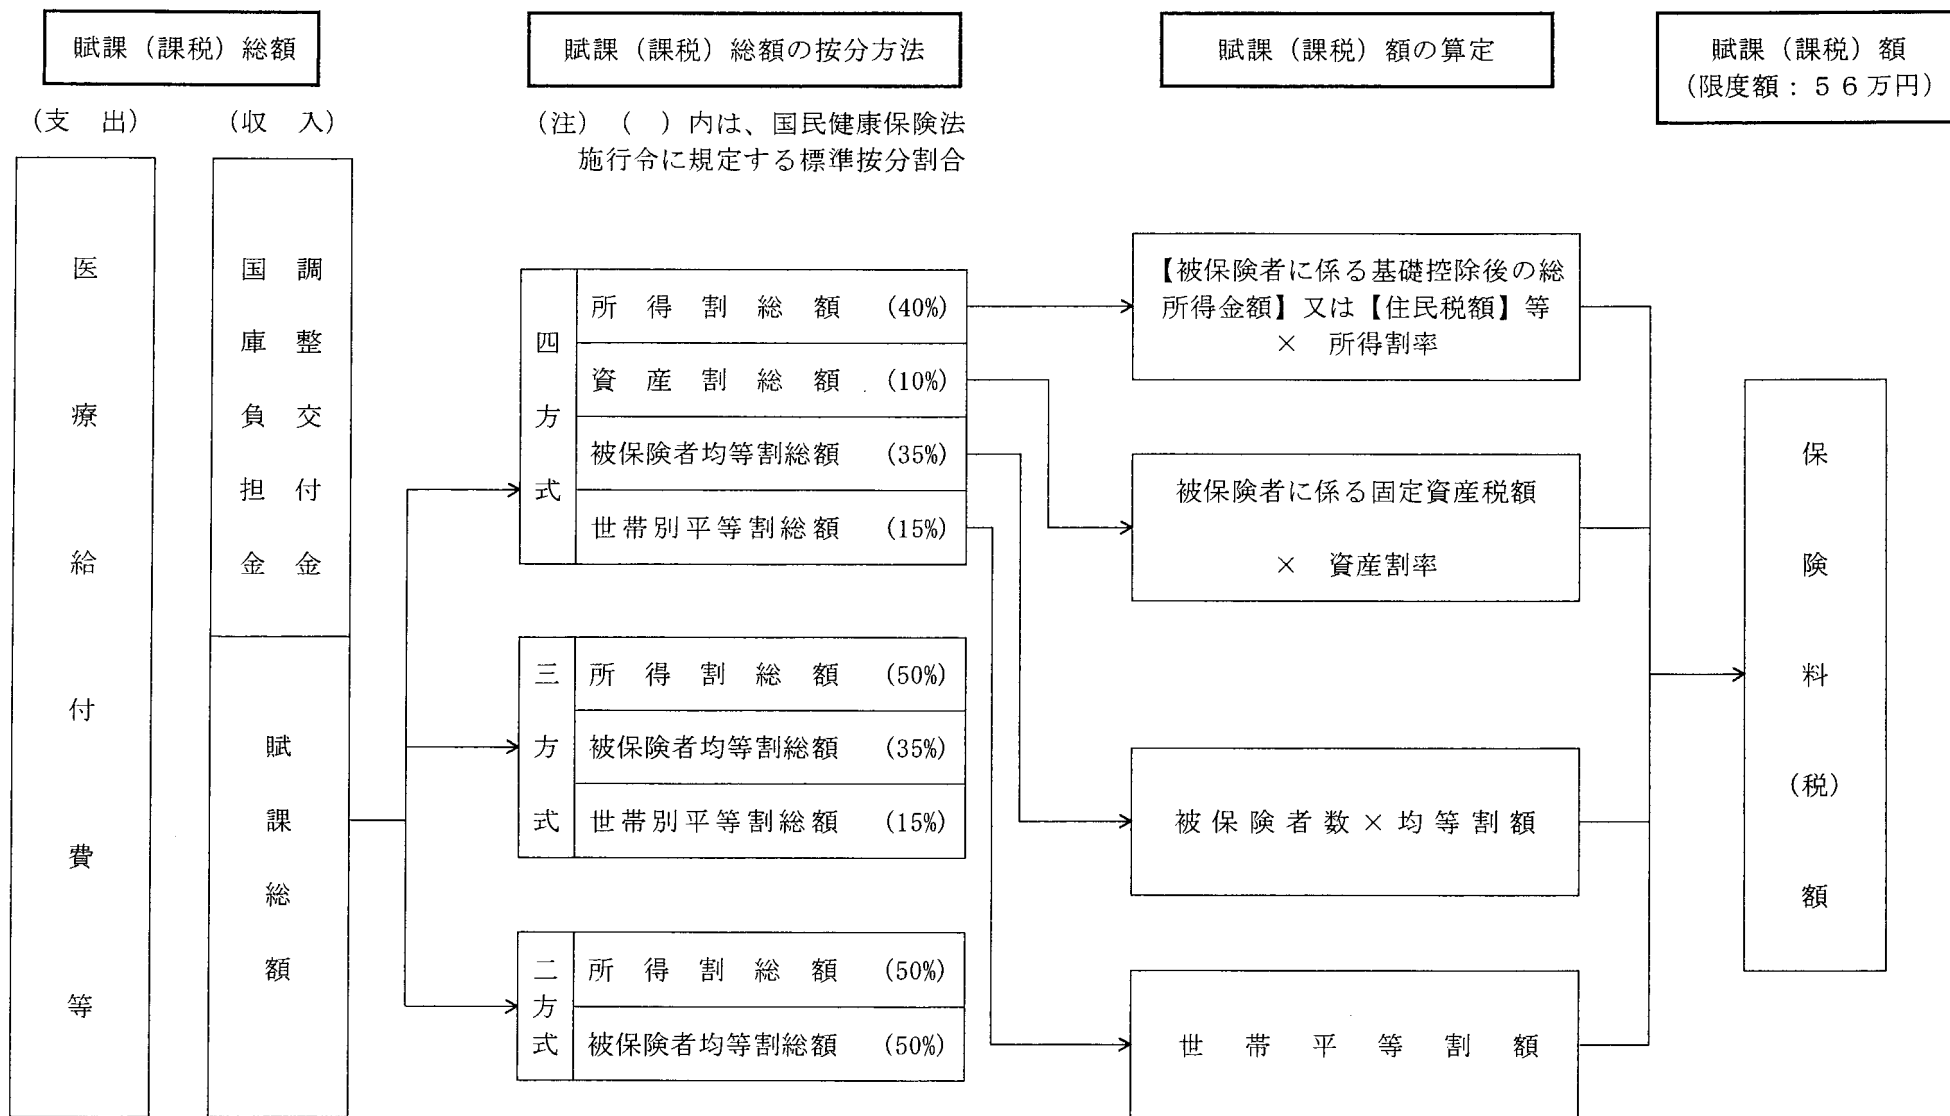 賦課（課税）総額
賦課（課税）総額の按分方法
賦課（課税）額の算定
賦課（課税）額
（限度額：５６万円）
（支　出）
（収　入）
（注）（　）内は、国民健康保険法
施行令に規定する標準按分割合
医療給付費等
国庫負担金
調整交付金
賦課総額
四方式
所得割総額 (40%)
資産割総額 (10%)
被保険者均等割総額 (35%)
世帯別平等割総額 (15%)
三方式
所得割総額 (50%)
被保険者均等割総額 (35%)
世帯別平等割総額 (15%)
二方式
所得割総額 (50%)
被保険者均等割総額 (50%)
【被保険者に係る基礎控除後の総
所得金額】又は【住民税額】等
×　所得割率
被保険者に係る固定資産税額
×　資産割率
被保険者数×均等割額
世帯平等割額
保険料(税)額